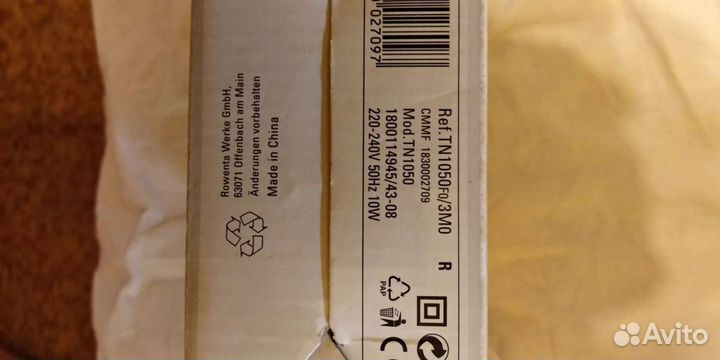 027097
Ref.TN1050F0/3M0 R
CMMF 1830002709
Mod.TN1050
1800114945/43-08
220-240V 50Hz 10W
PAP
Rowenta Werke GmbH,
63071 Offenbach am Main
Änderungen vorbehalten
Made in China
Avito